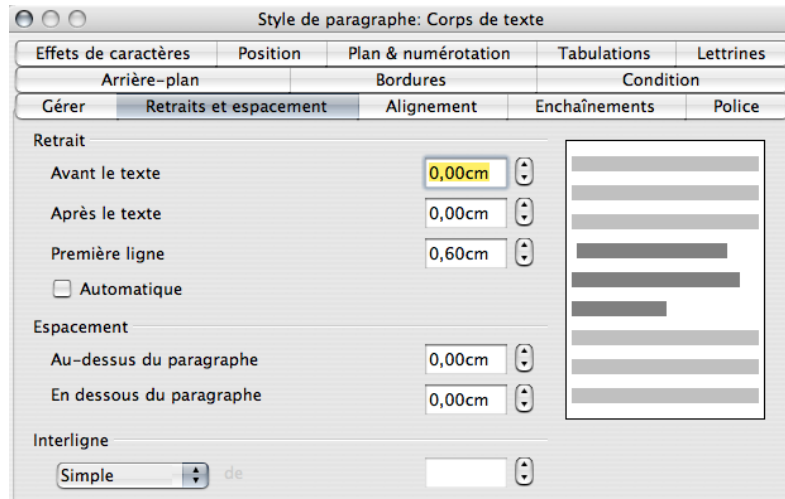 Style de paragraphe: Corps de texte
Effets de caractères Position Plan & numérotation Tabulations Lettrines
Arrière-plan Bordures Condition
Gérer Retraits et espacement Alignement Enchaînements Police
Retrait
Avant le texte 0,00cm
Après le texte 0,00cm
Première ligne 0,60cm
Automatique
Espacement
Au-dessus du paragraphe 0,00cm
En dessous du paragraphe 0,00cm
Interligne
Simple de